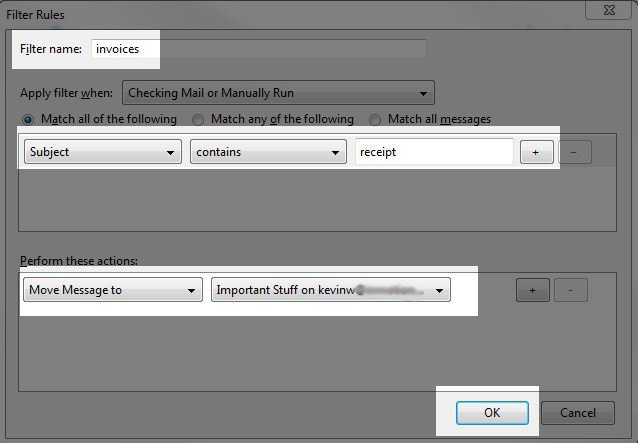 Filter Rules
Filter name: invoices
Apply filter when: Checking Mail or Manually Run
Match all of the following Match any of the following Match all messages
Subject contains receipt + −
Perform these actions:
Move Message to Important Stuff on kevinw + -
OK Cancel